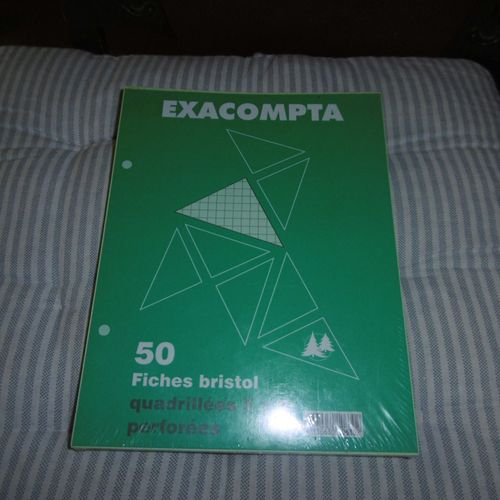 EXACOMPTA
50
Fiches bristol
quadrillées
perforées